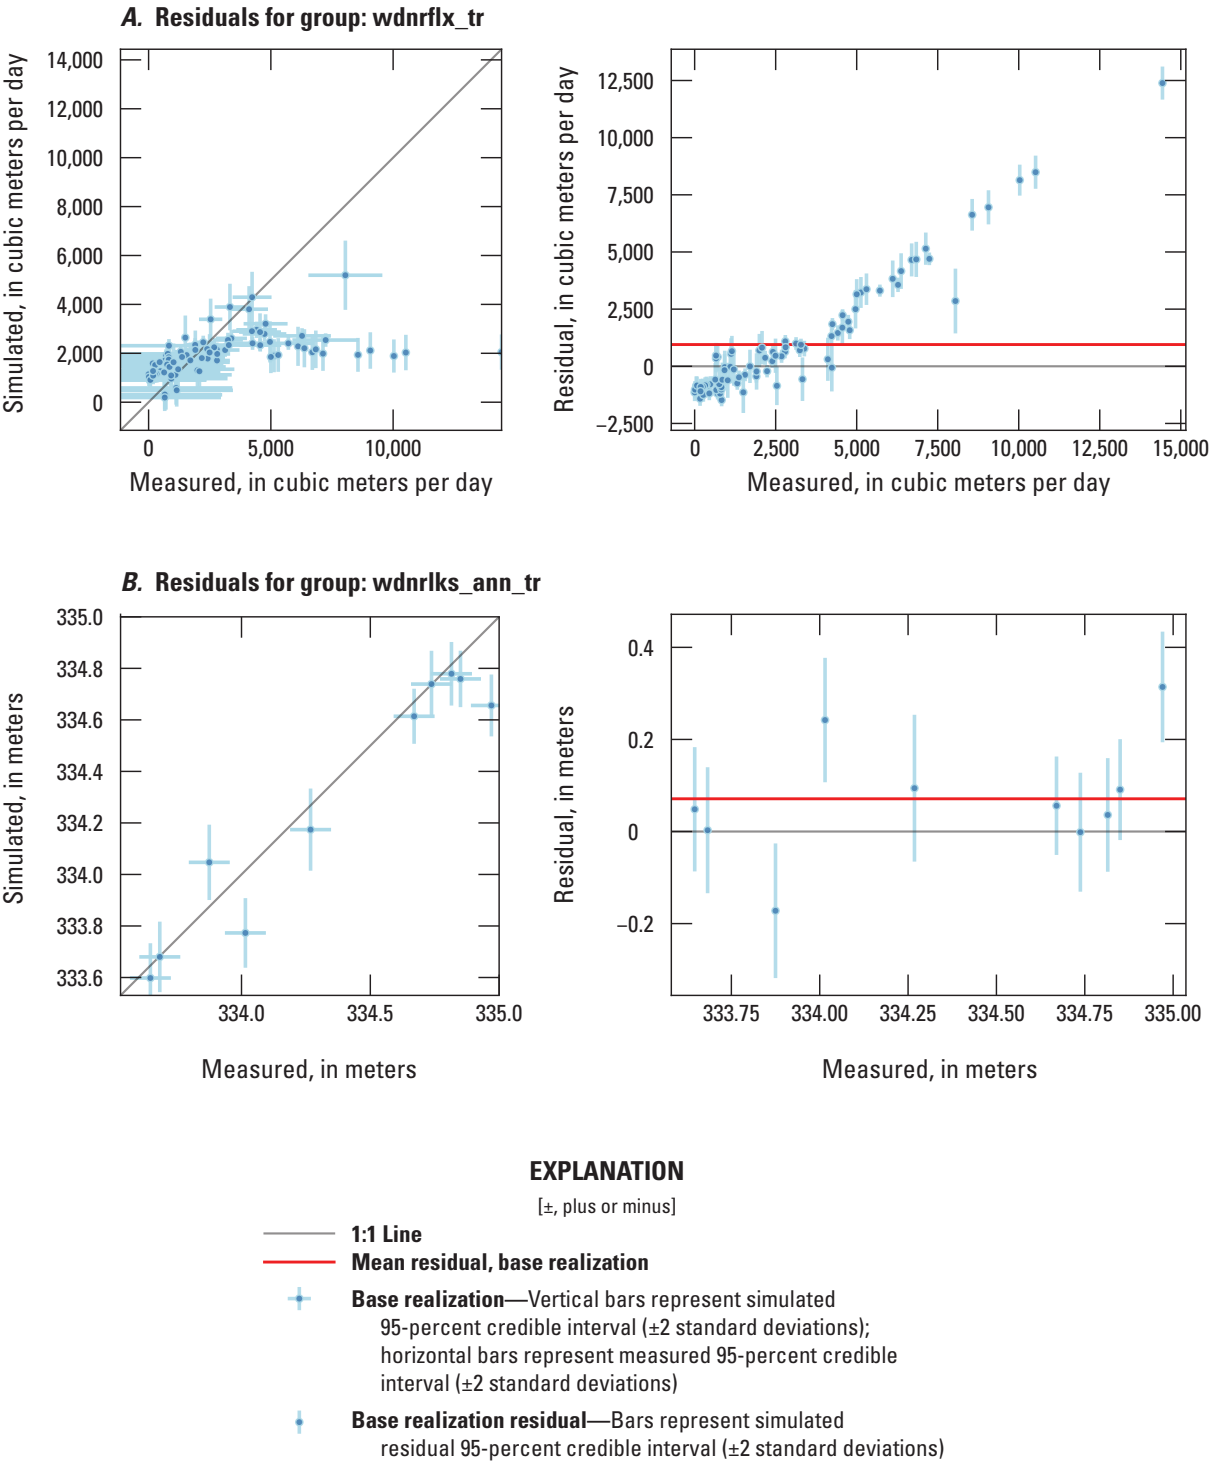 A. Residuals for group: wdnrflx_tr
Simulated, in cubic meters per day
14,000
12,000
10,000
8,000
6,000
4,000
2,000
0
0
5,000
10,000
Measured, in cubic meters per day
Residual, in cubic meters per day
12,500
10,000
7,500
5,000
2,500
0
−2,500
0
2,500
5,000
7,500
10,000
12,500
15,000
Measured, in cubic meters per day
B. Residuals for group: wdnrlks_ann_tr
Simulated, in meters
335.0
334.8
334.6
334.4
334.2
334.0
333.8
333.6
334.0
334.5
335.0
Measured, in meters
Residual, in meters
0.4
0.2
0
−0.2
333.75
334.00
334.25
334.50
334.75
335.00
Measured, in meters
EXPLANATION
[±, plus or minus]
1:1 Line
Mean residual, base realization
Base realization—Vertical bars represent simulated
95-percent credible interval (±2 standard deviations);
horizontal bars represent measured 95-percent credible
interval (±2 standard deviations)
Base realization residual—Bars represent simulated
residual 95-percent credible interval (±2 standard deviations)